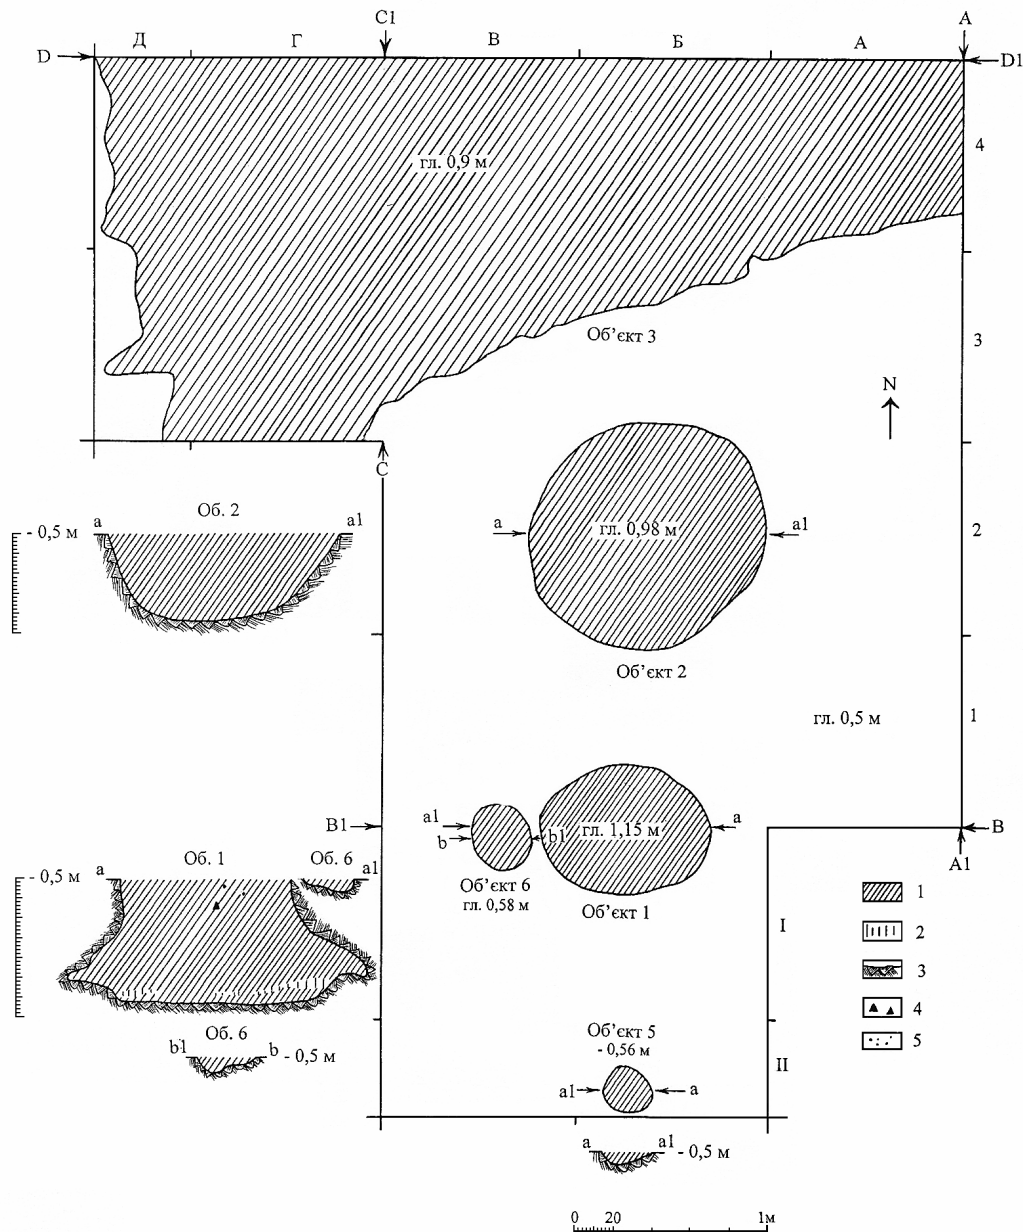 C1
A
Д
Г
В
Б
А
D
D1
гл. 0,9 м
4
Об’єкт 3
3
N
C
Об. 2
a
a1
- 0,5 м
a
гл. 0,98 м
a1
2
Об’єкт 2
гл. 0,5 м
1
B1
a1
b
b1
гл. 1,15 м
a
B
A1
Об. 1
Об. 6
a
a1
- 0,5 м
Об’єкт 6
гл. 0,58 м
Об’єкт 1
I
1
2
3
4
5
Об. 6
b1
b
- 0,5 м
Об’єкт 5
- 0,56 м
a1
a
II
a
a1
- 0,5 м
0
20
1м